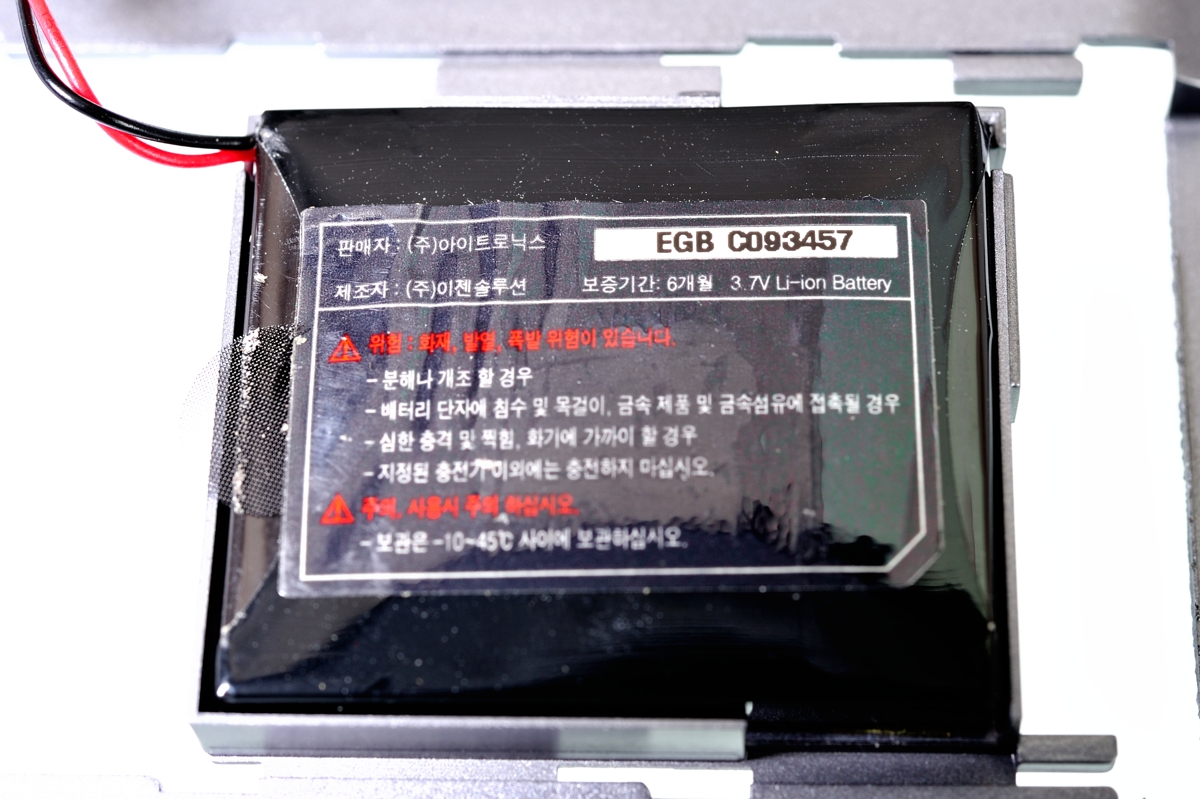 판매자 : (주)아이트로닉스
EGB C093457
제조자 : (주)이젠솔루션 보증기간: 6개월 3.7V Li-ion Battery
위험 : 화재, 발열, 폭발 위험이 있습니다.
- 분해나 개조 할 경우
- 배터리 단자에 침수 및 목걸이, 금속 제품 및 금속섬유에 접촉될 경우
- 심한 충격 및 찍힘, 화기에 가까이 할 경우
- 지정된 충전기 이외에는 충전하지 마십시오.
주의, 사용시 주의 하십시오.
- 보관은 -10~45℃ 사이에 보관하십시오.